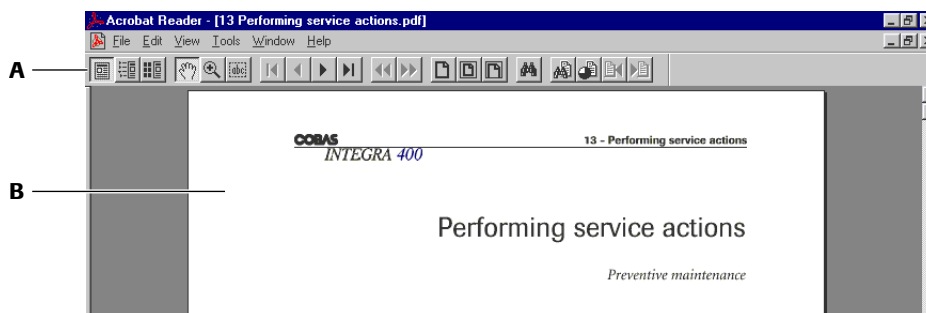 Acrobat Reader - [13 Performing service actions.pdf]
File Edit View Tools Window Help
A
abc
COBAS
INTEGRA 400
13 - Performing service actions
B
Performing service actions
Preventive maintenance